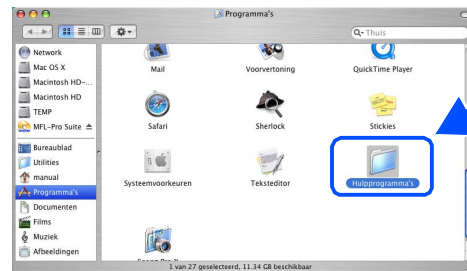 Programma's
Thuis
Network
Mac OS X
Macintosh HD-...
Macintosh HD
TEMP
MFL-Pro Suite
Bureaublad
Utilities
manual
Programma's
Documenten
Films
Muziek
Afbeeldingen
Mail
Voorvertoning
QuickTime Player
Safari
Sherlock
Stickies
Systeemvoorkeuren
Teksteditor
Hulpprogramma's
1 van 27 geselecteerd, 11.34 GB beschikbaar